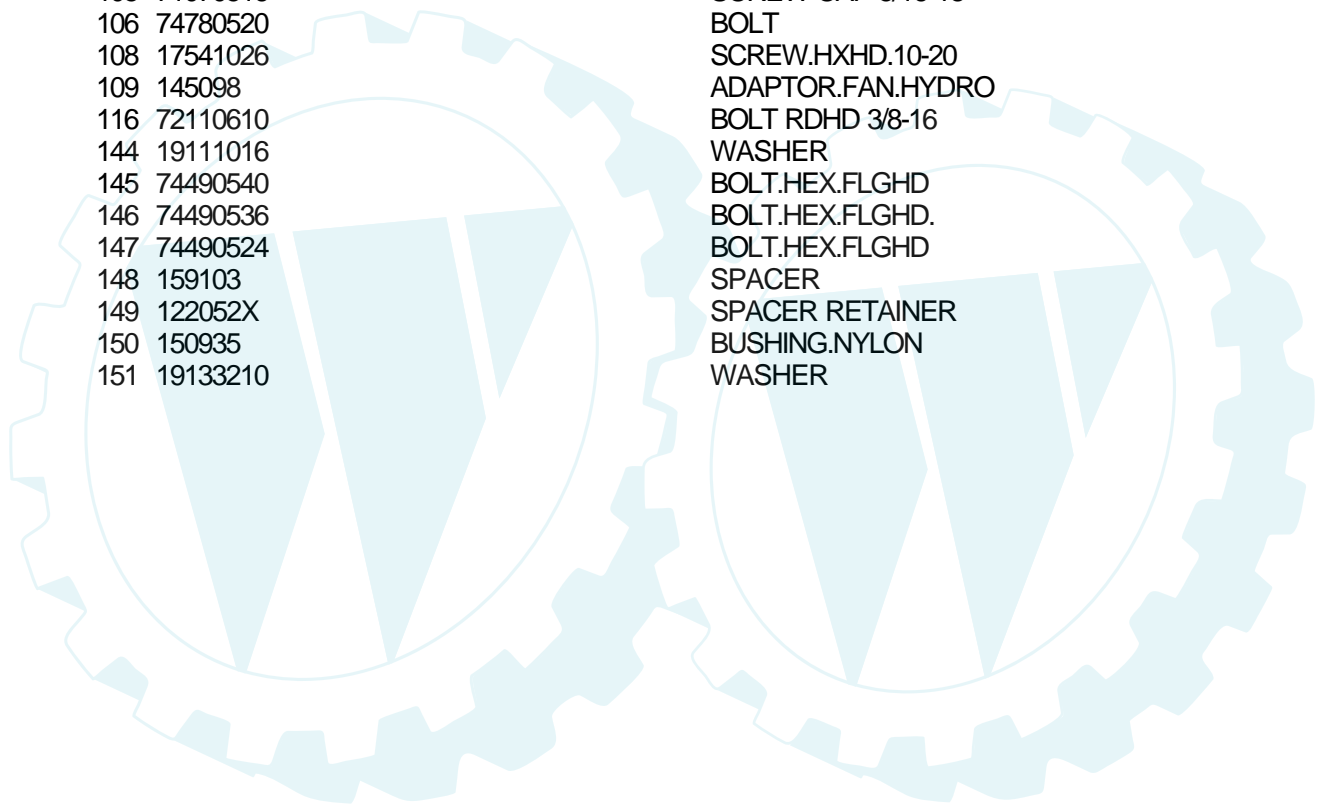 106 74780520 BOLT
108 17541026 SCREW.HXHD.10-20
109 145098 ADAPTOR.FAN.HYDRO
116 72110610 BOLT RDHD 3/8-16
144 19111016 WASHER
145 74490540 BOLT.HEX.FLGHD
146 74490536 BOLT.HEX.FLGHD.
147 74490524 BOLT.HEX.FLGHD
148 159103 SPACER
149 122052X SPACER RETAINER
150 150935 BUSHING.NYLON
151 19133210 WASHER